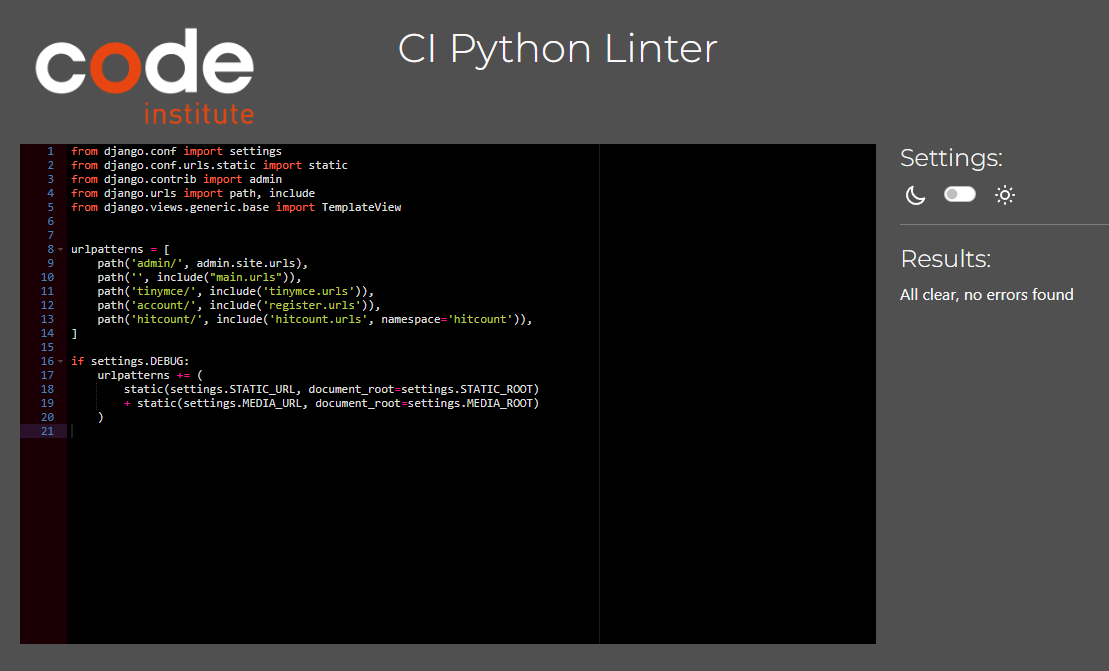 code
institute
CI Python Linter
1 from django.conf import settings
2 from django.conf.urls.static import static
3 from django.contrib import admin
4 from django.urls import path, include
5 from django.views.generic.base import TemplateView
6
7
8 urlpatterns = [
9     path('admin/', admin.site.urls),
10     path('', include("main.urls")),
11     path('tinymce/', include('tinymce.urls')),
12     path('account/', include('register.urls')),
13     path('hitcount/', include('hitcount.urls', namespace='hitcount')),
14 ]
15
16 if settings.DEBUG:
17     urlpatterns += (
18         static(settings.STATIC_URL, document_root=settings.STATIC_ROOT)
19         + static(settings.MEDIA_URL, document_root=settings.MEDIA_ROOT)
20     )
21
Settings:
Results:
All clear, no errors found